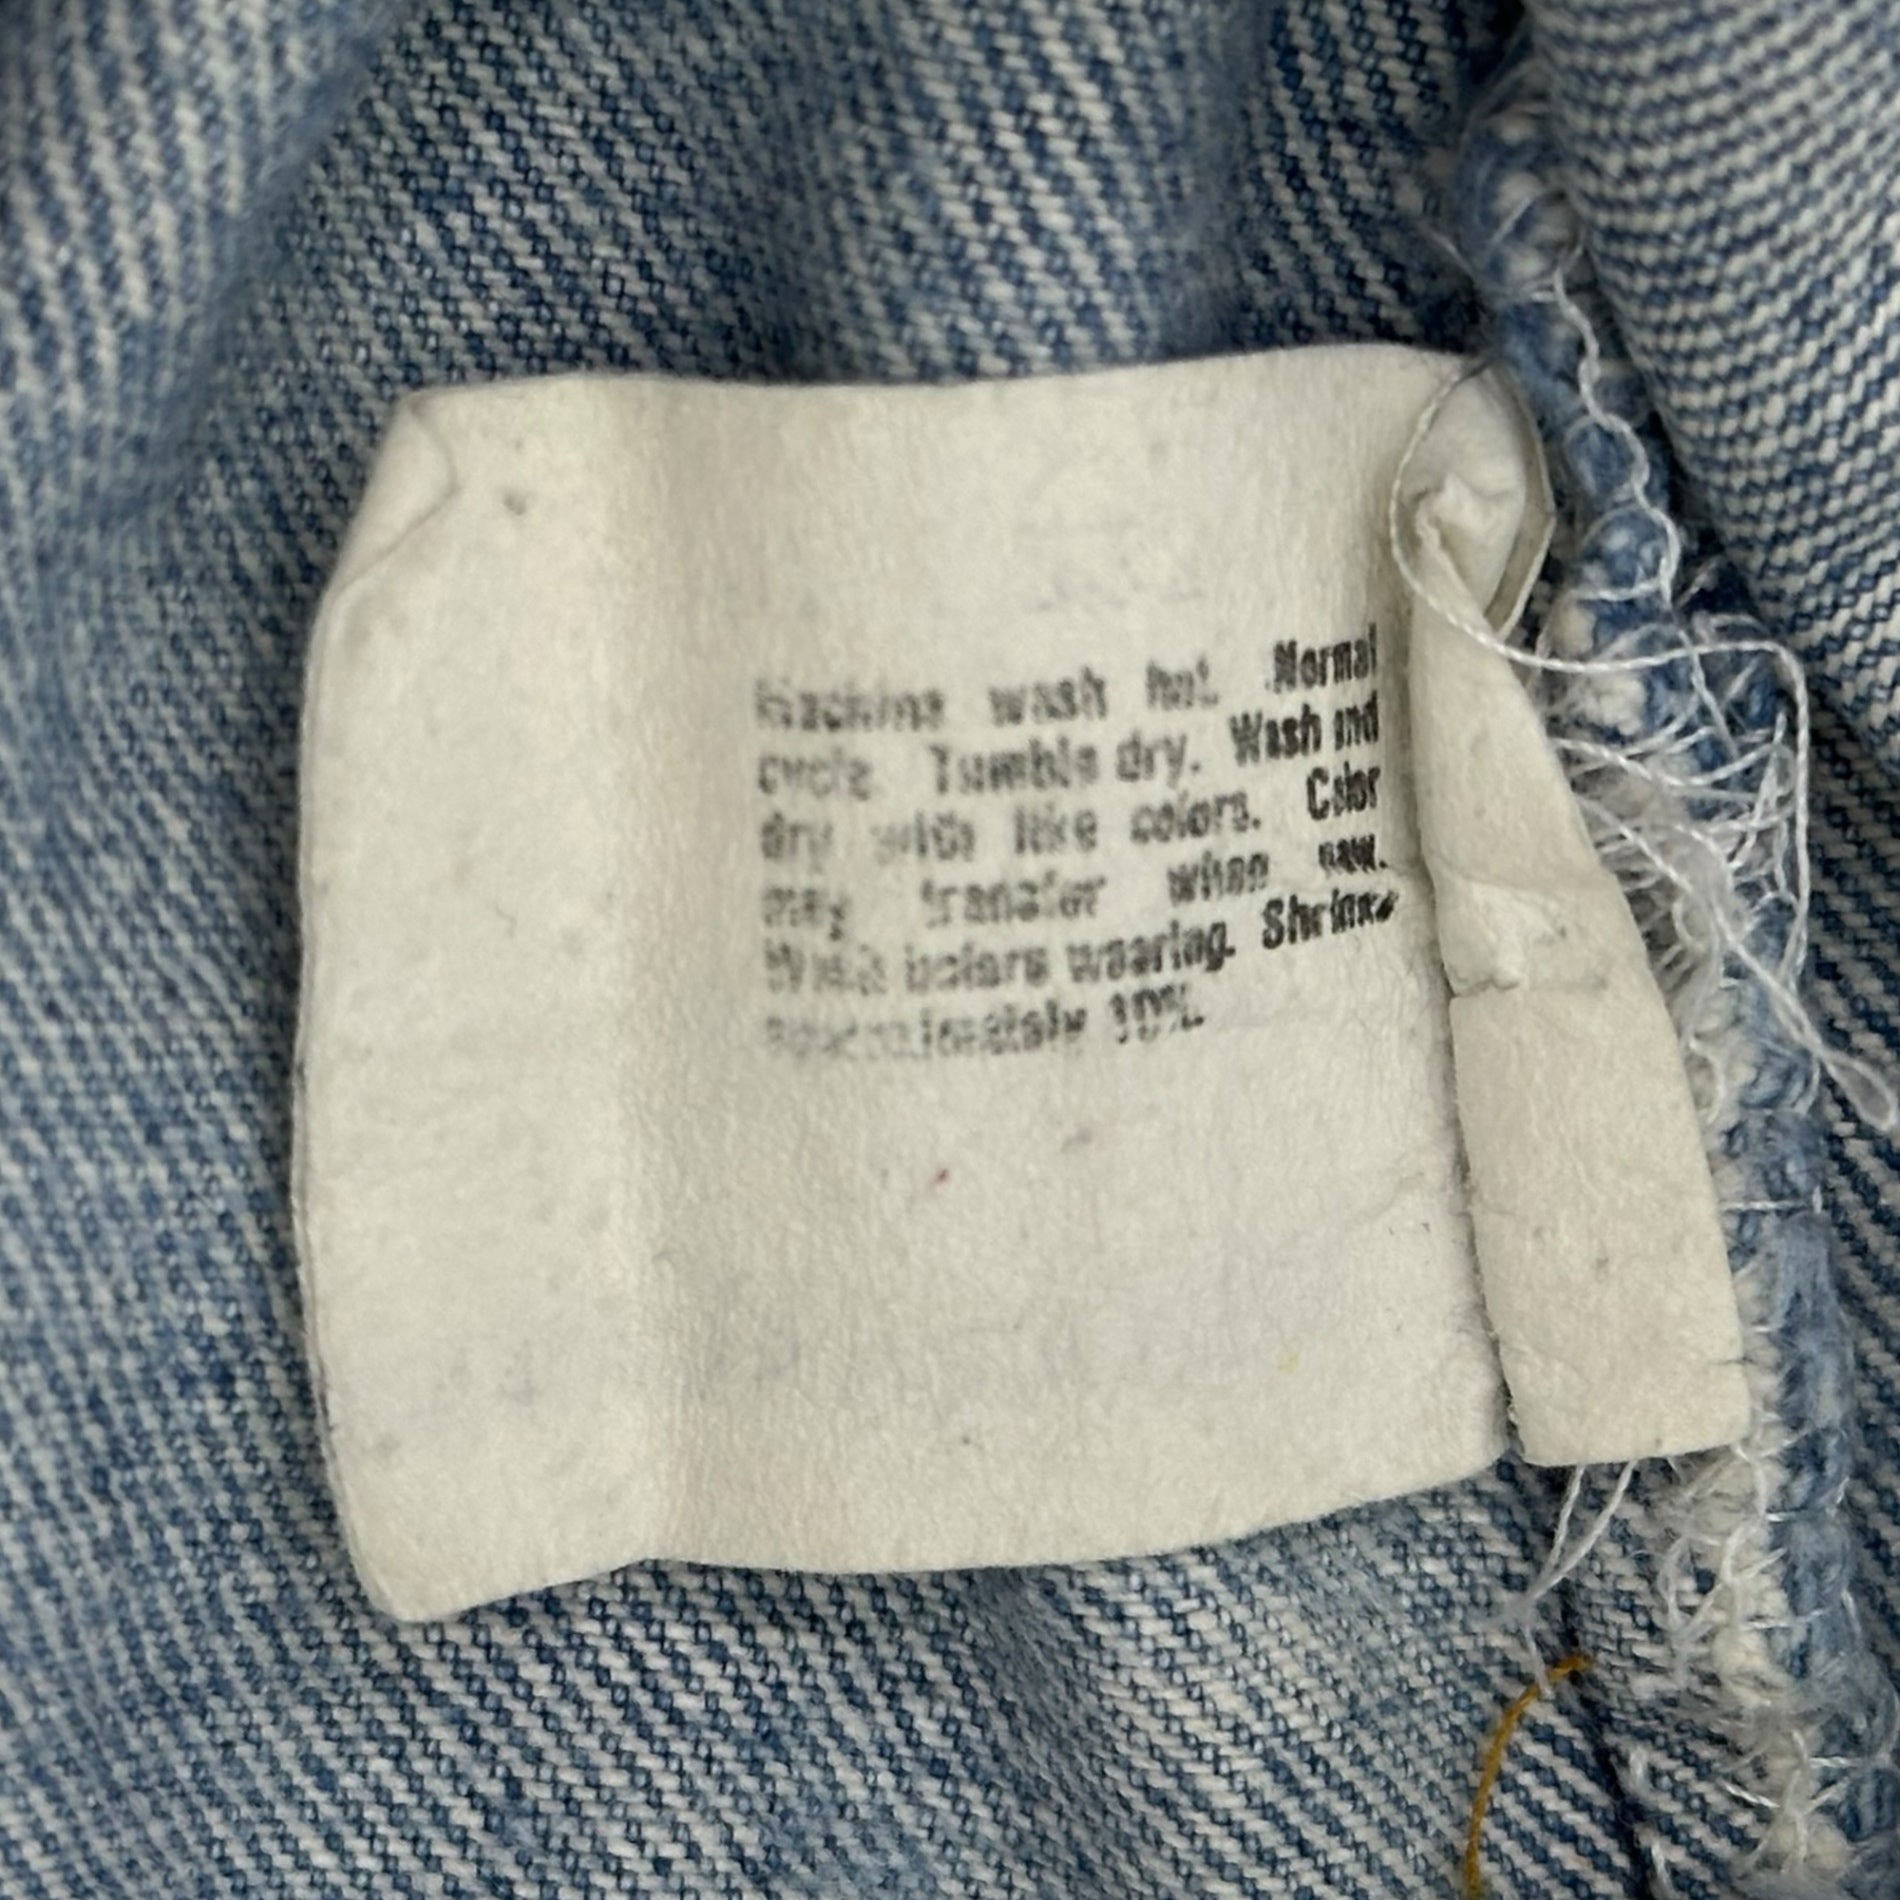 Machine wash hot. Normal
cycle. Tumble dry. Wash and
dry with like colors. Color
may transfer when new.
Wash before wearing. Shrinks
approximately 10%.